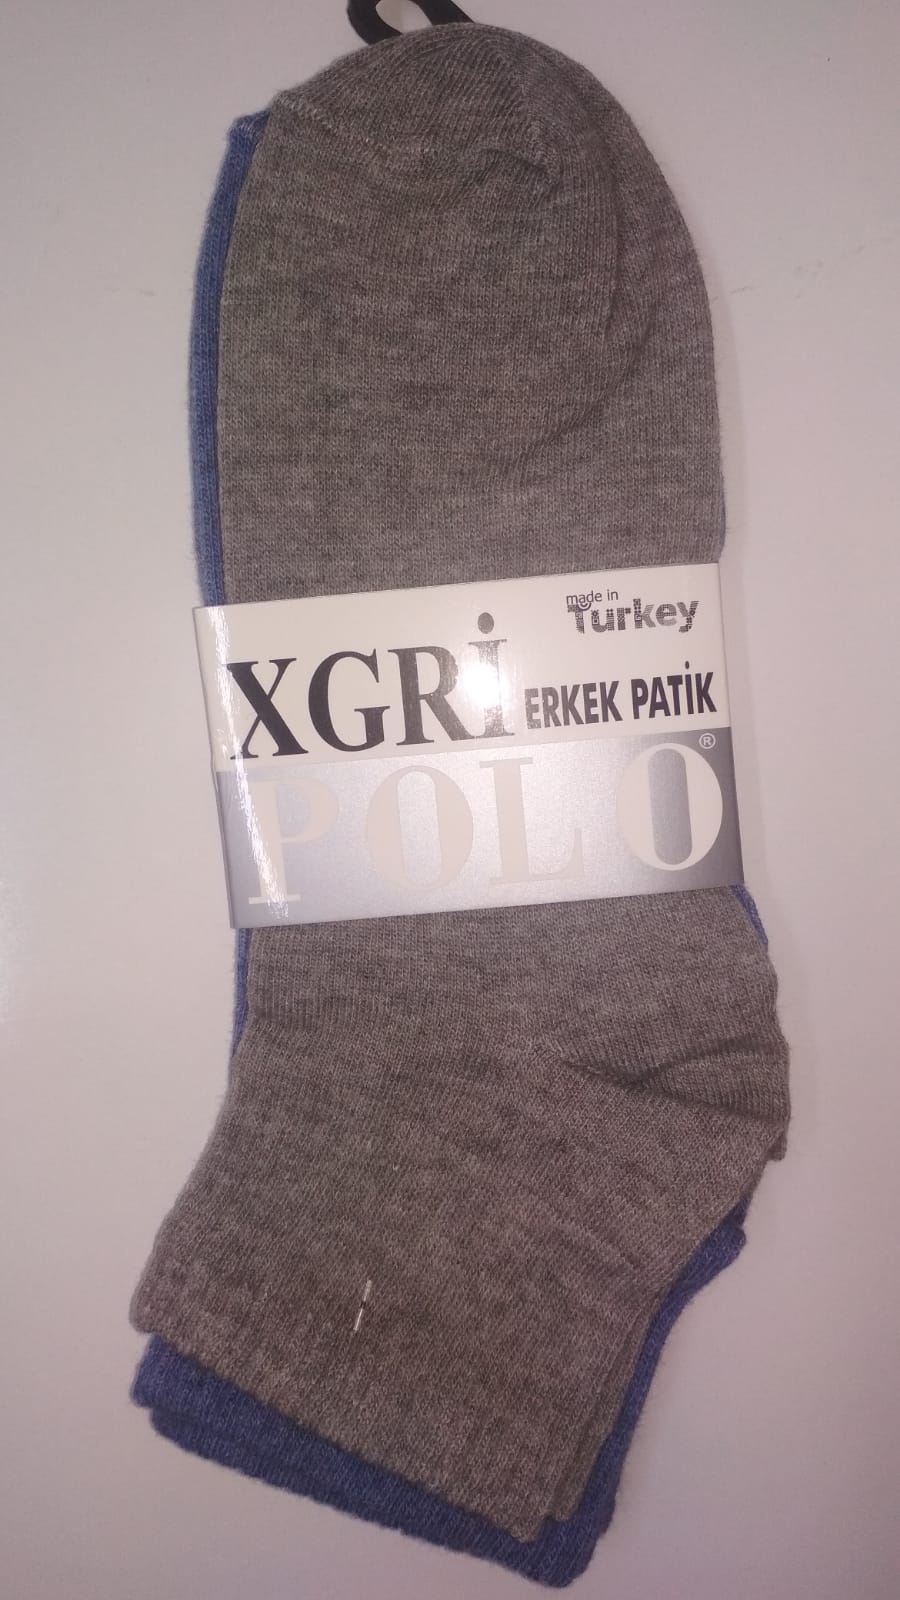 made in
Turkey
XGRİ
ERKEK PATİK
POLO®